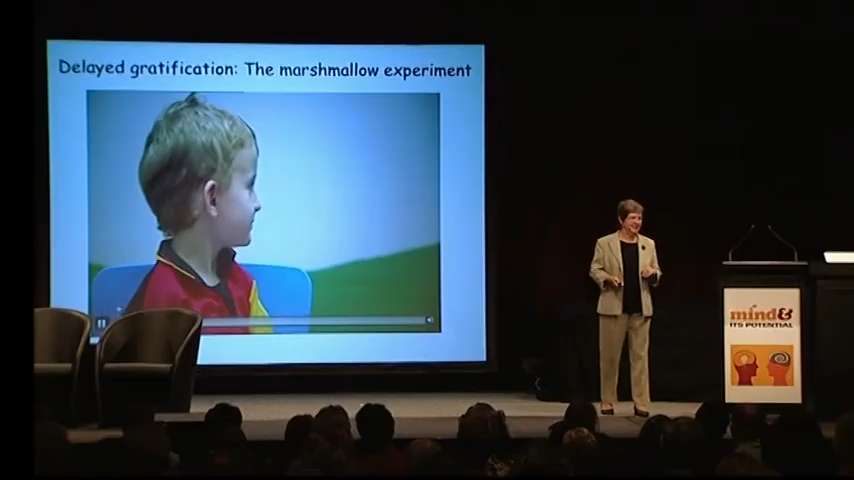 Delayed gratification: The marshmallow experiment
mind&
ITS POTENTIAL